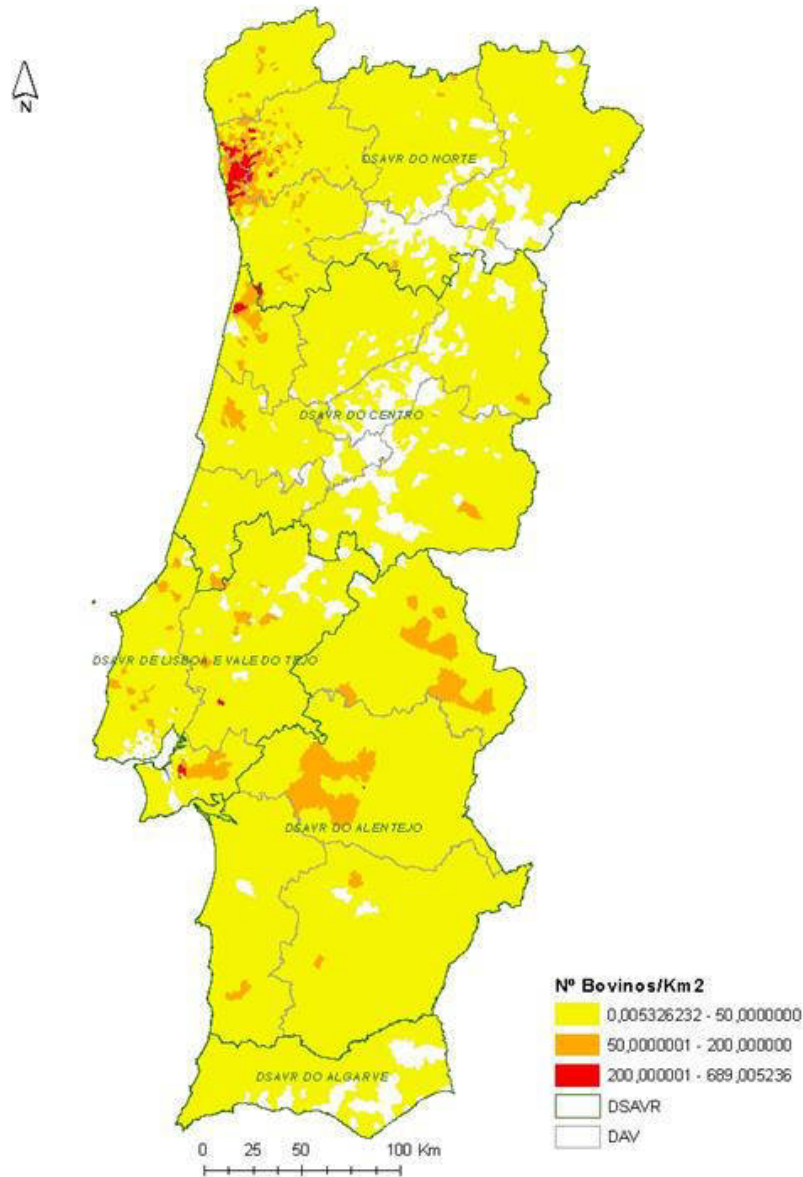 N
DSAVR DO NORTE
DSAVR DO CENTRO
DSAVR DE LISBOA E VALE DO TEJO
DSAVR DO ALENTEJO
DSAVR DO ALGARVE
Nº Bovinos/Km2
0,005326232 - 50,0000000
50,0000001 - 200,000000
200,000001 - 689,005236
DSAVR
DAV
0 25 50 100 Km